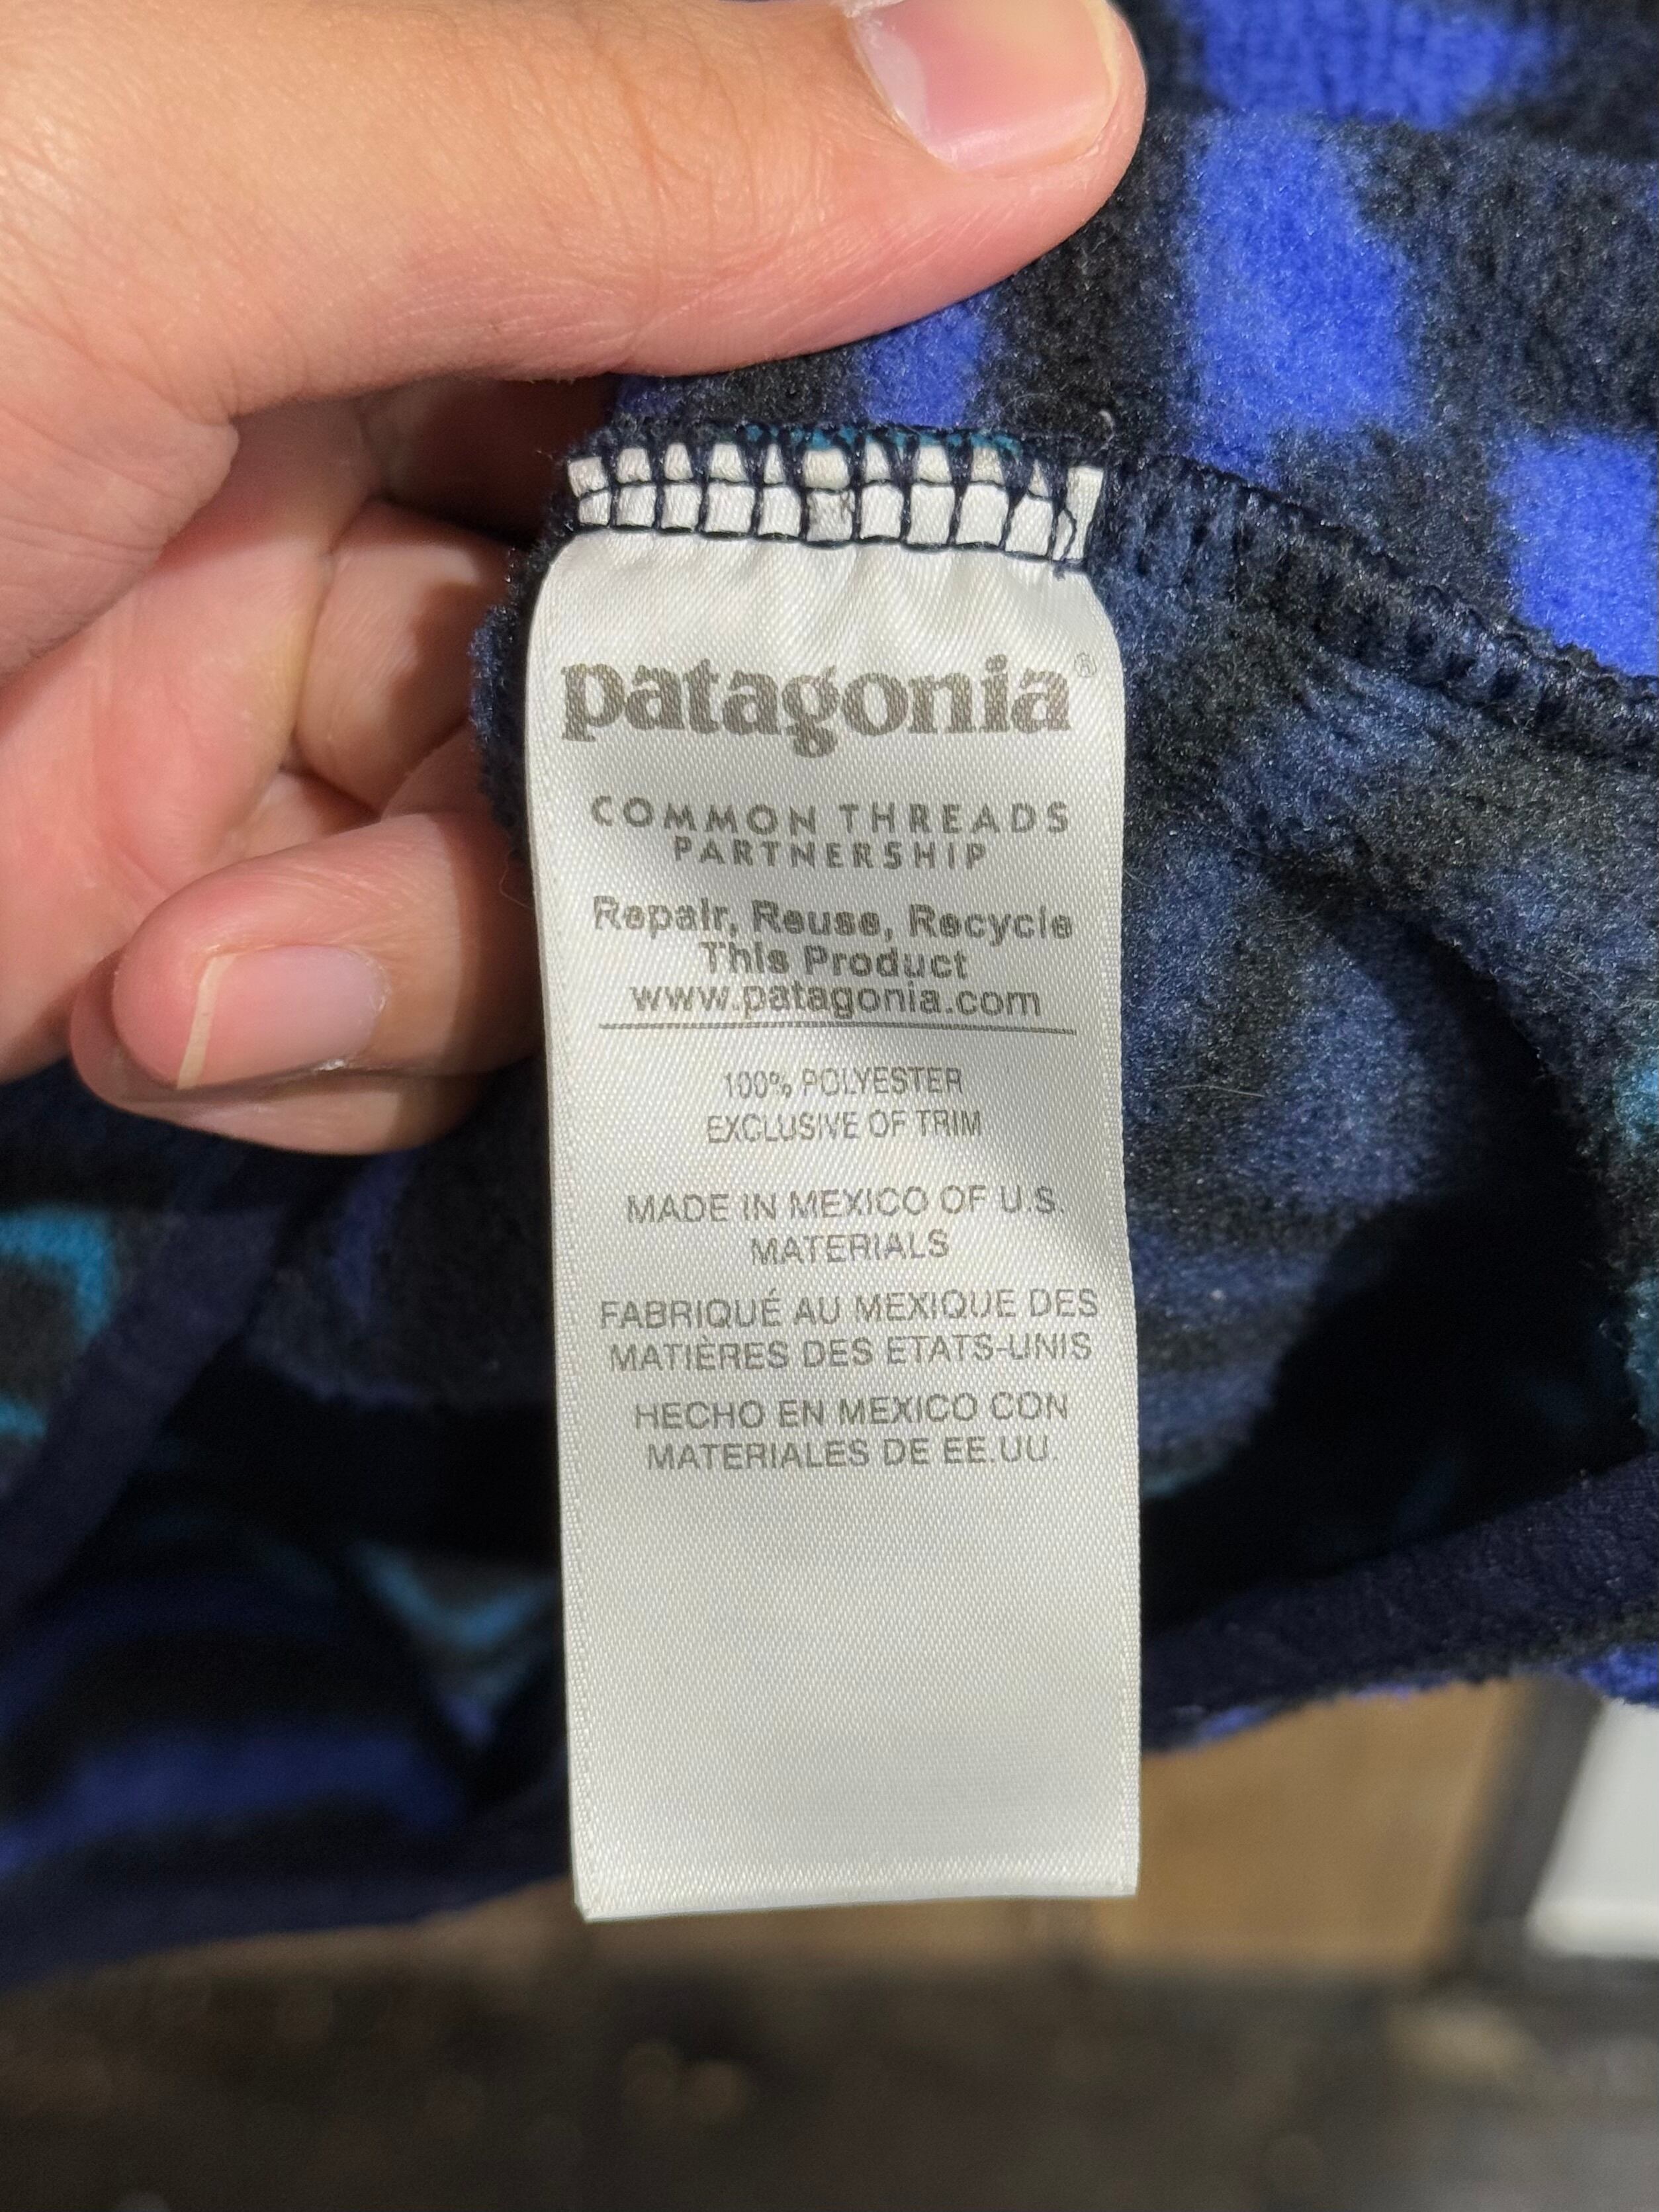 patagonia®
COMMON THREADS
PARTNERSHIP
Repair, Reuse, Recycle
This Product
www.patagonia.com
100% POLYESTER
EXCLUSIVE OF TRIM
MADE IN MEXICO OF U.S.
MATERIALS
FABRIQUÉ AU MEXIQUE DES
MATIÈRES DES ETATS-UNIS
HECHO EN MEXICO CON
MATERIALES DE EE.UU.